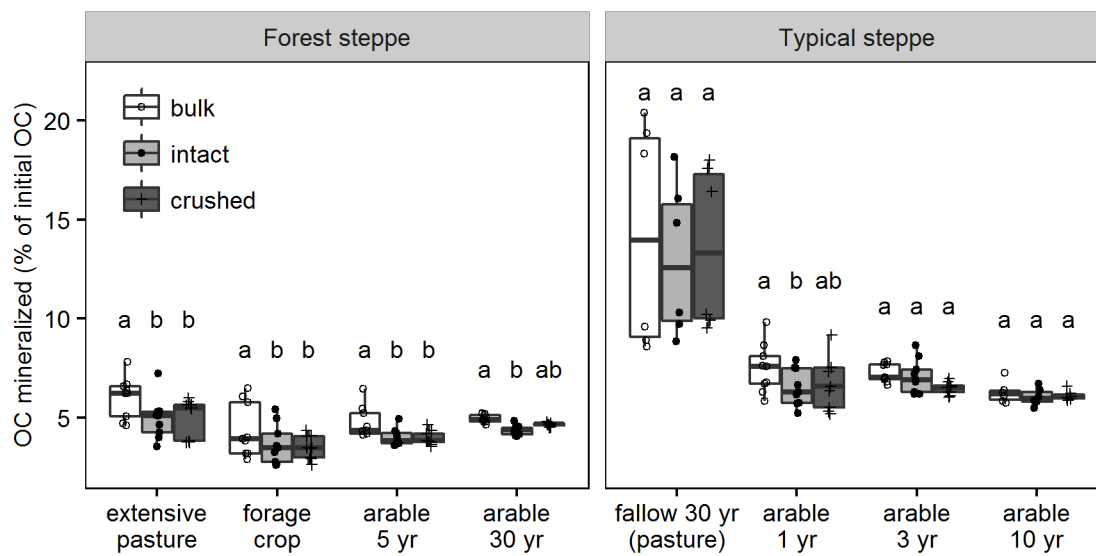 Forest steppe
Typical steppe
OC mineralized (% of initial OC)
20
15
10
5
bulk
intact
crushed
a b b
a b b
a b b
a b ab
a a a
a b ab
a a a
a a a
extensive
pasture
forage
crop
arable
5 yr
arable
30 yr
fallow 30 yr
(pasture)
arable
1 yr
arable
3 yr
arable
10 yr